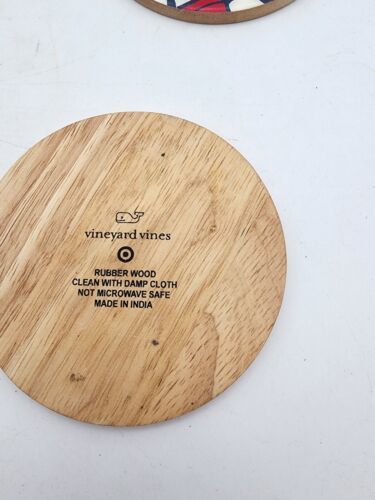 vineyard vines
RUBBER WOOD
CLEAN WITH DAMP CLOTH
NOT MICROWAVE SAFE
MADE IN INDIA